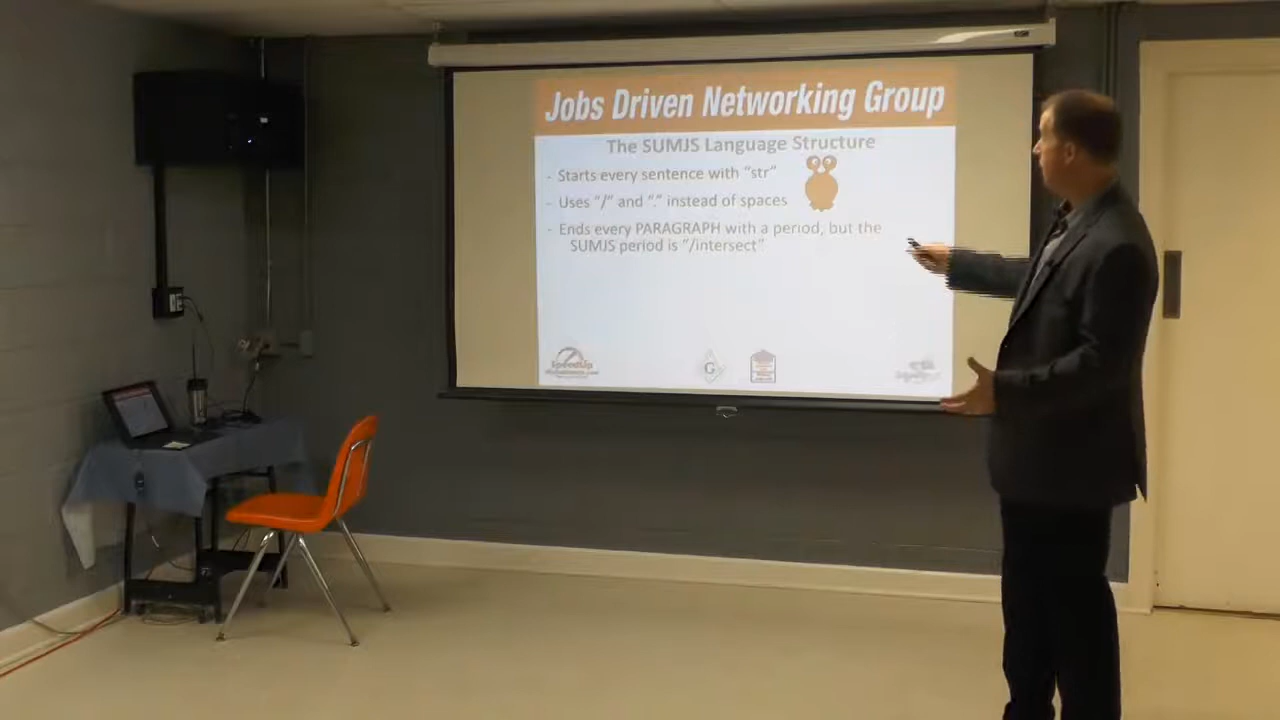 Jobs Driven Networking Group
The SUMJS Language Structure
- Starts every sentence with "str"
- Uses "/" and "." instead of spaces
- Ends every PARAGRAPH with a period, but the
SUMJS period is "/intersect"
SpeedUp
G